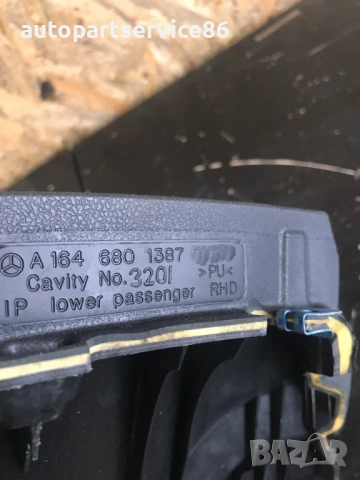 autopartservice86
A 164 680 1387
Cavity No. 3201 >PU<
IP lower passenger RHD
BAZAR